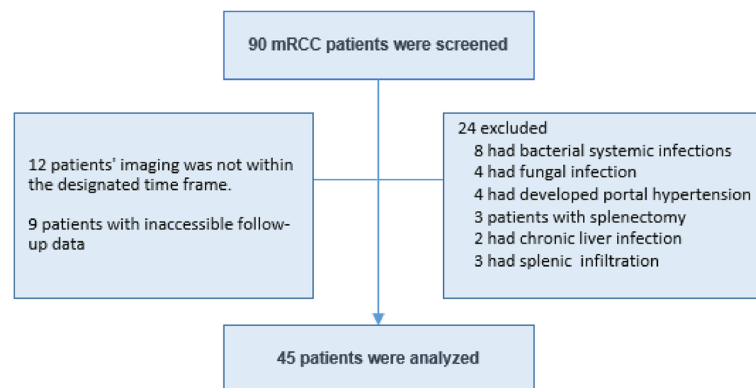 90 mRCC patients were screened
12 patients' imaging was not within
the designated time frame.
9 patients with inaccessible follow-
up data
24 excluded
8 had bacterial systemic infections
4 had fungal infection
4 had developed portal hypertension
3 patients with splenectomy
2 had chronic liver infection
3 had splenic infiltration
45 patients were analyzed